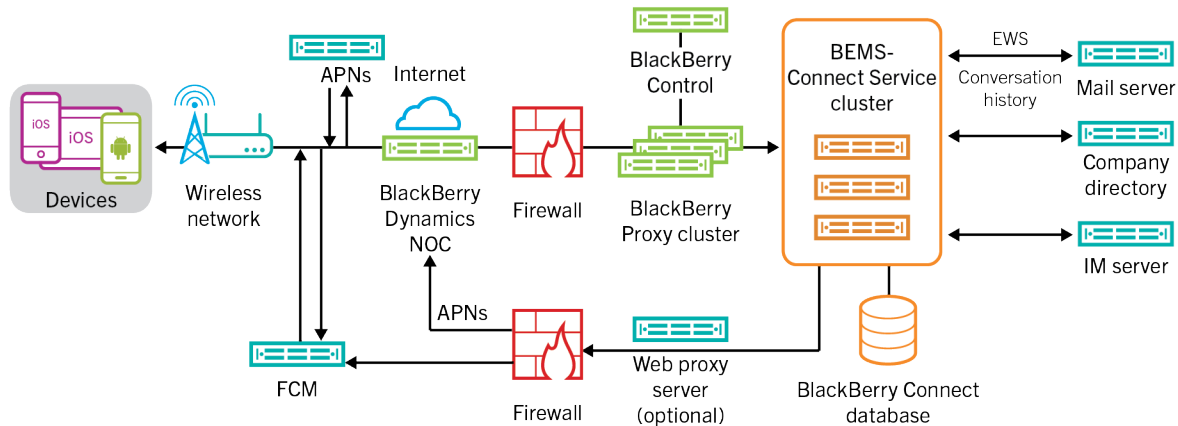 APNs
Internet
BlackBerry
Control
BEMS-
Connect Service
cluster
EWS
Conversation
history
Mail server
iOS
iOS
Devices
Wireless
network
BlackBerry
Dynamics
NOC
Firewall
BlackBerry
Proxy cluster
Company
directory
IM server
APNs
FCM
Firewall
Web proxy
server
(optional)
BlackBerry Connect
database